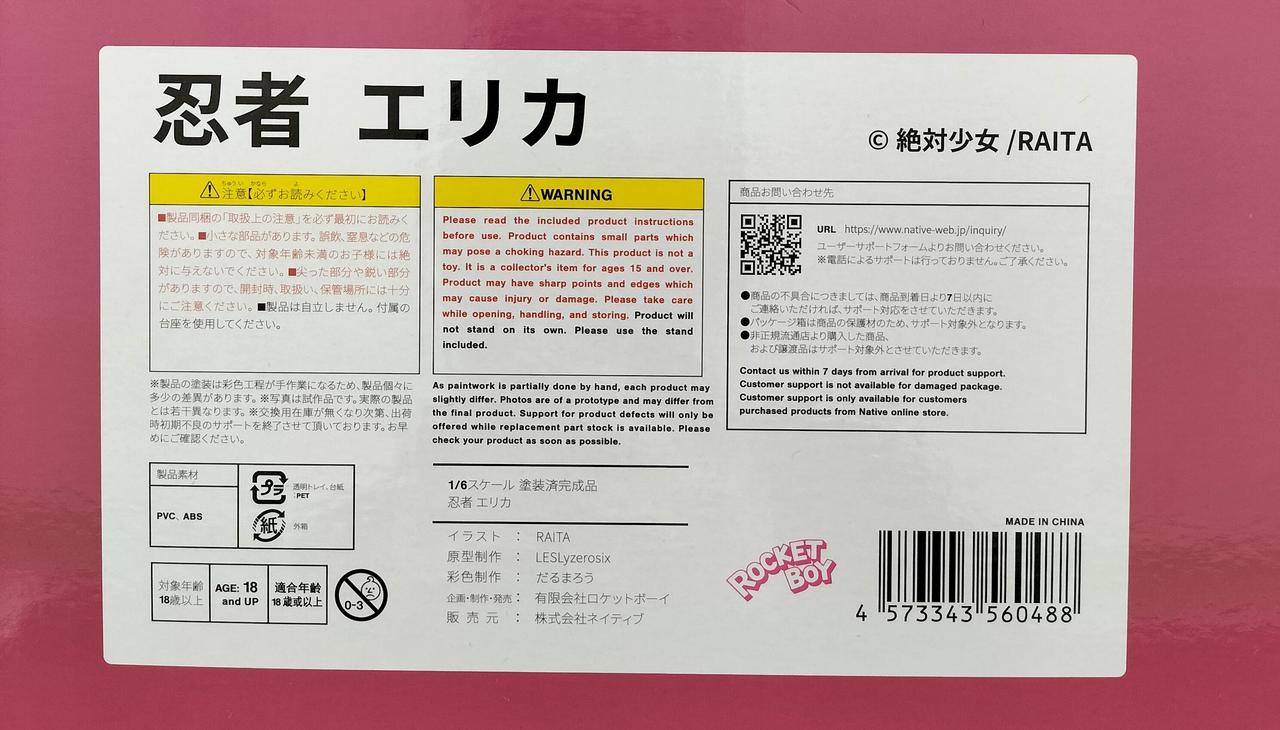 忍者 エリカ
© 絶対少女 /RAITA
ちゅうい かなら よ
注意【必ずお読みください】
■製品同梱の「取扱上の注意」を必ず最初にお読みく
ださい。■小さな部品があります。誤飲、窒息などの危
険がありますので、対象年齢未満のお子様には絶
対に与えないでください。■尖った部分や鋭い部分
がありますので、開封時、取扱い、保管場所には十分
にご注意ください。■製品は自立しません。付属の
台座を使用してください。
※製品の塗装は彩色工程が手作業になるため、製品個々に
多少の差異があります。※写真は試作品です。実際の製品
とは若干異なります。※交換用在庫が無くなり次第、出荷
時初期不良のサポートを終了させて頂いております。お早
めにご確認ください。
WARNING
Please read the included product instructions
before use. Product contains small parts which
may pose a choking hazard. This product is not a
toy. It is a collector's item for ages 15 and over.
Product may have sharp points and edges which
may cause injury or damage. Please take care
while opening, handling, and storing. Product will
not stand on its own. Please use the stand
included.
As paintwork is partially done by hand, each product may
slightly differ. Photos are of a prototype and may differ from
the final product. Support for product defects will only be
offered while replacement part stock is available. Please
check your product as soon as possible.
商品お問い合わせ先
URL https://www.native-web.jp/inquiry/
ユーザーサポートフォームよりお問い合わせください。
※電話によるサポートは行っておりません。ご了承ください。
●商品の不具合につきましては、商品到着日より7日以内に
ご連絡いただければ、サポート対応をさせていただきます。
●パッケージ箱は商品の保護材のため、サポート対象外となります。
●非正規流通店より購入した商品、
および譲渡品はサポート対象外とさせていただきます。
Contact us within 7 days from arrival for product support.
Customer support is not available for damaged package.
Customer support is only available for customers
purchased products from Native online store.
製品素材
PVC、ABS
プラ
透明トレイ、台紙
:PET
紙
外箱
対象年齢
18歳以上
AGE: 18
and UP
適合年齢
18歳或以上
0-3
1/6スケール 塗装済完成品
忍者 エリカ
イラスト : RAITA
原型制作 : LESLyzerosix
彩色制作 : だるまろう
企画・制作・発売 : 有限会社ロケットボーイ
販売元 : 株式会社ネイティブ
ROCKET
BOY
MADE IN CHINA
4 573343 560488